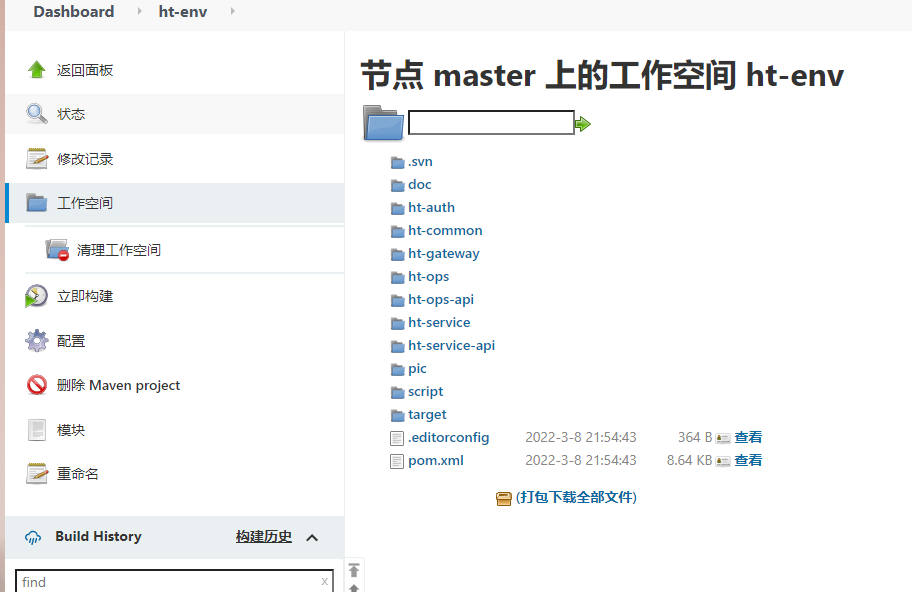 Dashboard ht-env
返回面板
状态
修改记录
工作空间
清理工作空间
立即构建
配置
删除 Maven project
模块
重命名
Build History 构建历史
find x
节点 master 上的工作空间 ht-env
.svn
doc
ht-auth
ht-common
ht-gateway
ht-ops
ht-ops-api
ht-service
ht-service-api
pic
script
target
.editorconfig 2022-3-8 21:54:43 364 B 查看
pom.xml 2022-3-8 21:54:43 8.64 KB 查看
(打包下载全部文件)